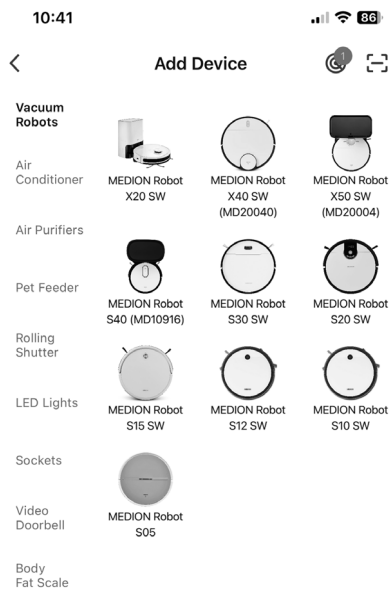 10:41
86
Add Device
1
Vacuum
Robots
Air
Conditioner
Air Purifiers
Pet Feeder
Rolling
Shutter
LED Lights
Sockets
Video
Doorbell
Body
Fat Scale
MEDION Robot
X20 SW
MEDION Robot
X40 SW
(MD20040)
MEDION Robot
X50 SW
(MD20004)
MEDION Robot
S40 (MD10916)
MEDION Robot
S30 SW
MEDION Robot
S20 SW
MEDION Robot
S15 SW
MEDION Robot
S12 SW
MEDION Robot
S10 SW
MEDION Robot
S05